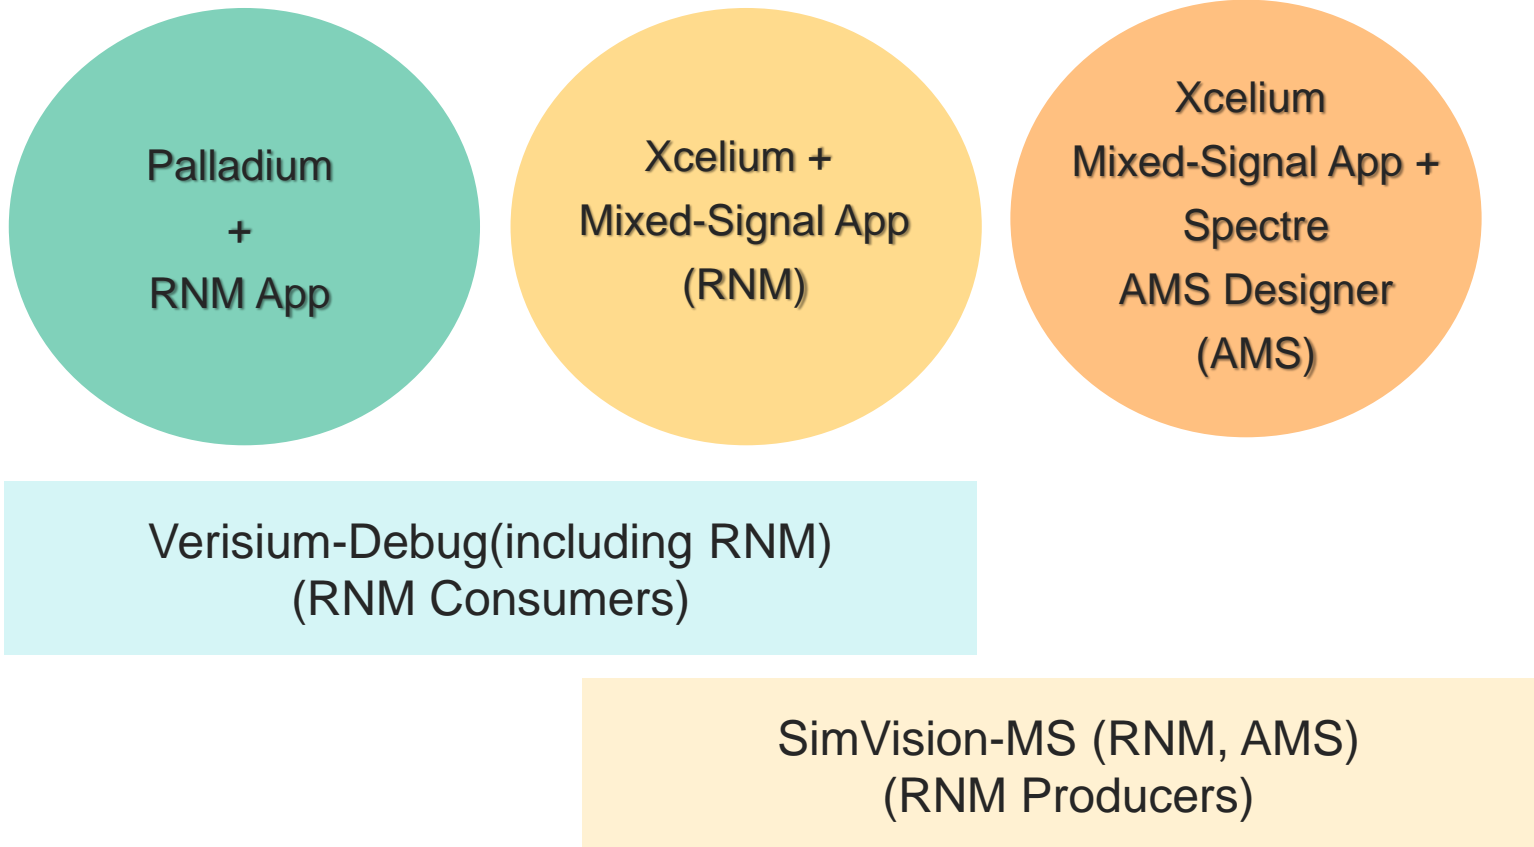 Palladium
+
RNM App
Xcelium +
Mixed-Signal App
(RNM)
Xcelium
Mixed-Signal App +
Spectre
AMS Designer
(AMS)
Verisium-Debug(including RNM)
(RNM Consumers)
SimVision-MS (RNM, AMS)
(RNM Producers)